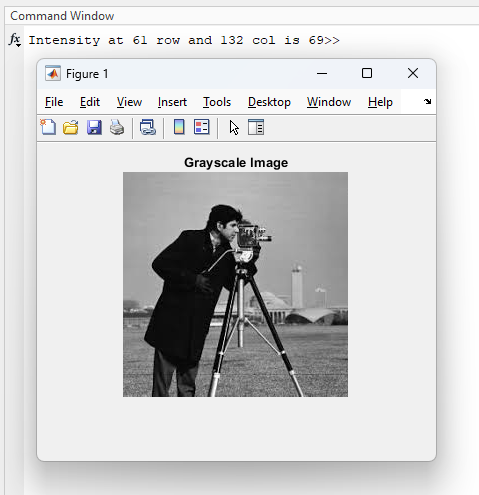 Command Window
fx Intensity at 61 row and 132 col is 69>>
Figure 1
File Edit View Insert Tools Desktop Window Help
Grayscale Image